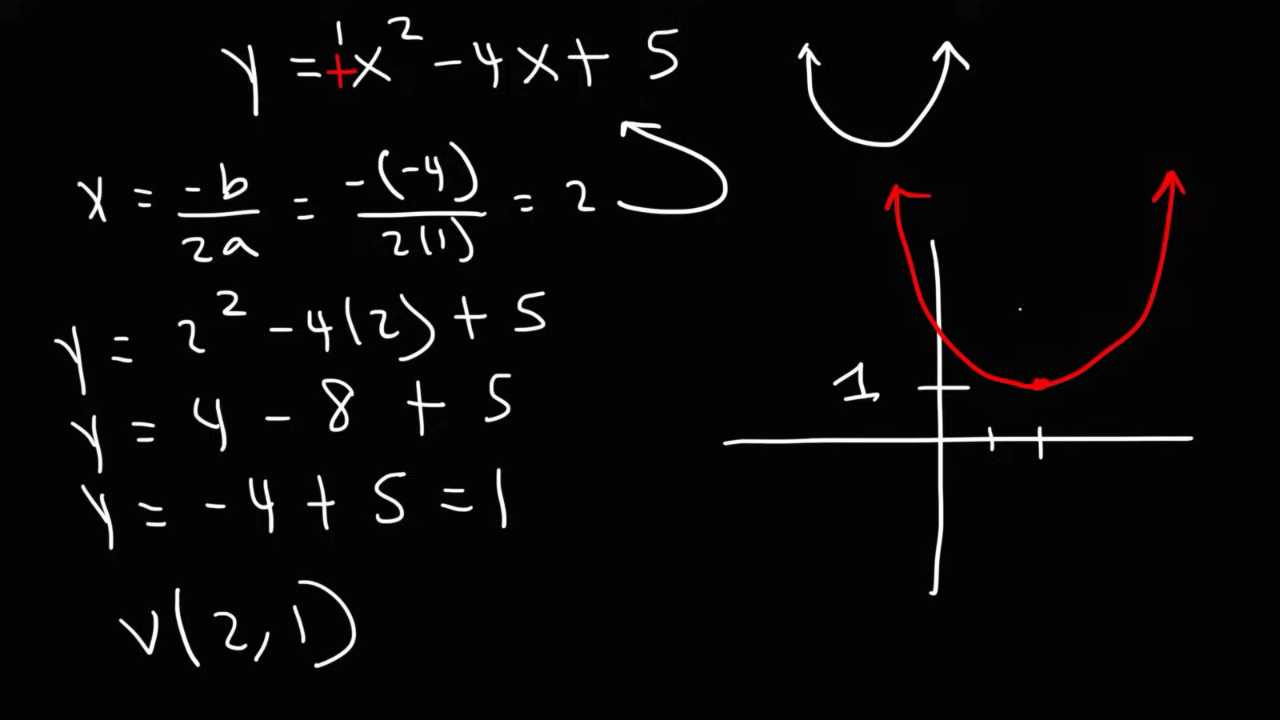 y = +1x² - 4x + 5
x = -b/2a = -(-4)/2(1) = 2
y = 2² - 4(2) + 5
y = 4 - 8 + 5
y = -4 + 5 = 1
v(2,1)
1